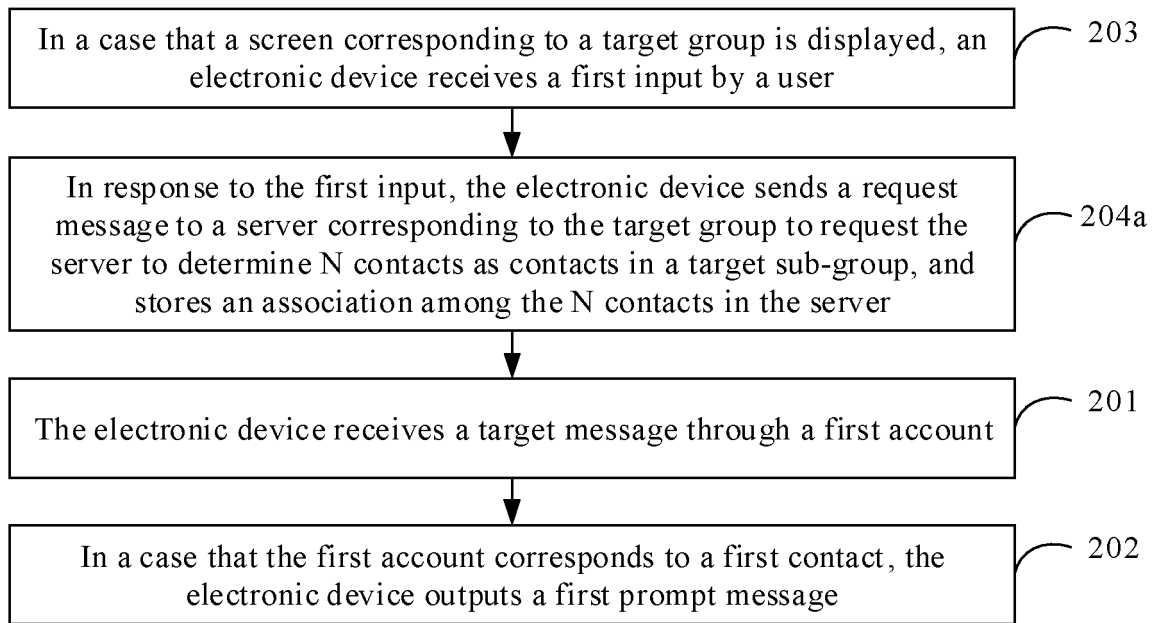 In a case that a screen corresponding to a target group is displayed, an
electronic device receives a first input by a user
203
In response to the first input, the electronic device sends a request
message to a server corresponding to the target group to request the
server to determine N contacts as contacts in a target sub-group, and
stores an association among the N contacts in the server
204a
The electronic device receives a target message through a first account
201
In a case that the first account corresponds to a first contact, the
electronic device outputs a first prompt message
202